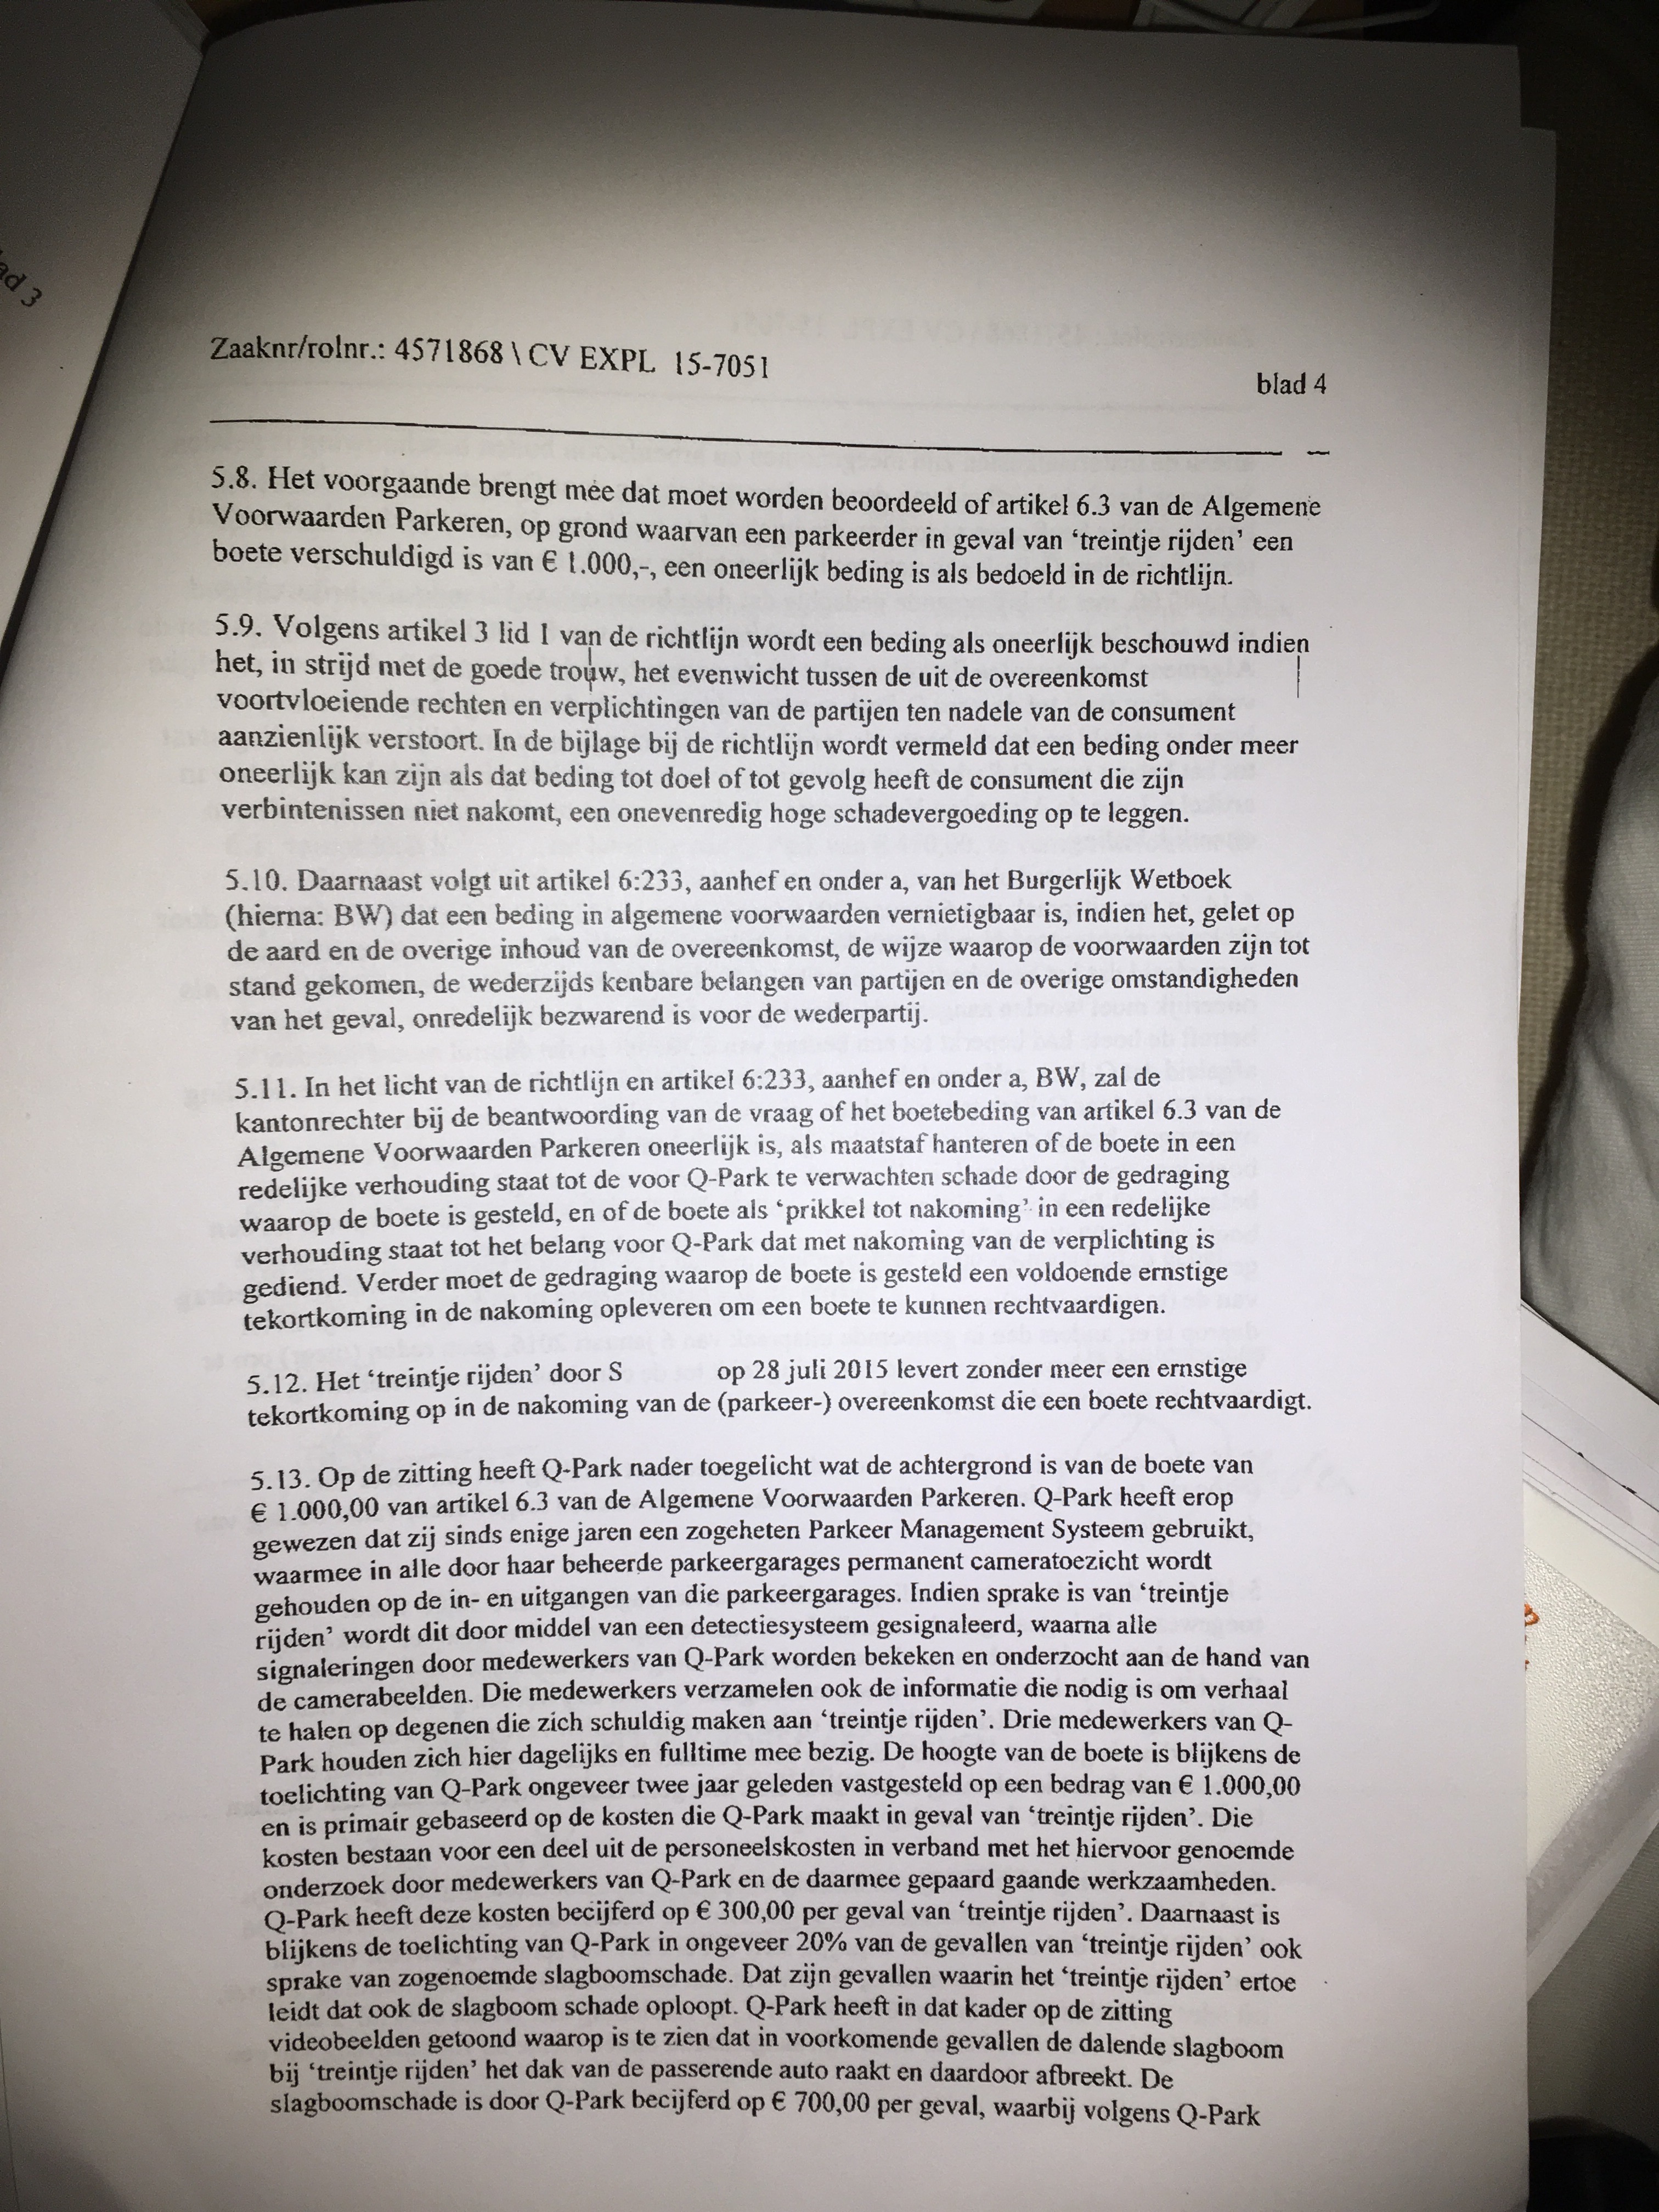 ad 3
Zaaknr/rolnr.: 4571868 \ CV EXPL 15-7051
blad 4
5.8. Het voorgaande brengt mee dat moet worden beoordeeld of artikel 6.3 van de Algemene
Voorwaarden Parkeren, op grond waarvan een parkeerder in geval van ‘treintje rijden’ een
boete verschuldigd is van € 1.000,-, een oneerlijk beding is als bedoeld in de richtlijn.
5.9. Volgens artikel 3 lid 1 van de richtlijn wordt een beding als oneerlijk beschouwd indien
het, in strijd met de goede trouw, het evenwicht tussen de uit de overeenkomst
voortvloeiende rechten en verplichtingen van de partijen ten nadele van de consument
aanzienlijk verstoort. In de bijlage bij de richtlijn wordt vermeld dat een beding onder meer
oneerlijk kan zijn als dat beding tot doel of tot gevolg heeft de consument die zijn
verbintenissen niet nakomt, een onevenredig hoge schadevergoeding op te leggen.
5.10. Daarnaast volgt uit artikel 6:233, aanhef en onder a, van het Burgerlijk Wetboek
(hierna: BW) dat een beding in algemene voorwaarden vernietigbaar is, indien het, gelet op
de aard en de overige inhoud van de overeenkomst, de wijze waarop de voorwaarden zijn tot
stand gekomen, de wederzijds kenbare belangen van partijen en de overige omstandigheden
van het geval, onredelijk bezwarend is voor de wederpartij.
5.11. In het licht van de richtlijn en artikel 6:233, aanhef en onder a, BW, zal de
kantonrechter bij de beantwoording van de vraag of het boetebeding van artikel 6.3 van de
Algemene Voorwaarden Parkeren oneerlijk is, als maatstaf hanteren of de boete in een
redelijke verhouding staat tot de voor Q-Park te verwachten schade door de gedraging
waarop de boete is gesteld, en of de boete als ‘prikkel tot nakoming’ in een redelijke
verhouding staat tot het belang voor Q-Park dat met nakoming van de verplichting is
gediend. Verder moet de gedraging waarop de boete is gesteld een voldoende ernstige
tekortkoming in de nakoming opleveren om een boete te kunnen rechtvaardigen.
5.12. Het ‘treintje rijden’ door S op 28 juli 2015 levert zonder meer een ernstige
tekortkoming op in de nakoming van de (parkeer-) overeenkomst die een boete rechtvaardigt.
5.13. Op de zitting heeft Q-Park nader toegelicht wat de achtergrond is van de boete van
€ 1.000,00 van artikel 6.3 van de Algemene Voorwaarden Parkeren. Q-Park heeft erop
gewezen dat zij sinds enige jaren een zogeheten Parkeer Management Systeem gebruikt,
waarmee in alle door haar beheerde parkeergarages permanent cameratoezicht wordt
gehouden op de in- en uitgangen van die parkeergarages. Indien sprake is van ‘treintje
rijden’ wordt dit door middel van een detectiesysteem gesignaleerd, waarna alle
signaleringen door medewerkers van Q-Park worden bekeken en onderzocht aan de hand van
de camerabeelden. Die medewerkers verzamelen ook de informatie die nodig is om verhaal
te halen op degenen die zich schuldig maken aan ‘treintje rijden’. Drie medewerkers van Q-
Park houden zich hier dagelijks en fulltime mee bezig. De hoogte van de boete is blijkens de
toelichting van Q-Park ongeveer twee jaar geleden vastgesteld op een bedrag van € 1.000,00
en is primair gebaseerd op de kosten die Q-Park maakt in geval van ‘treintje rijden’. Die
kosten bestaan voor een deel uit de personeelskosten in verband met het hiervoor genoemde
onderzoek door medewerkers van Q-Park en de daarmee gepaard gaande werkzaamheden.
Q-Park heeft deze kosten becijferd op € 300,00 per geval van ‘treintje rijden’. Daarnaast is
blijkens de toelichting van Q-Park in ongeveer 20% van de gevallen van ‘treintje rijden’ ook
sprake van zogenoemde slagboomschade. Dat zijn gevallen waarin het ‘treintje rijden’ ertoe
leidt dat ook de slagboom schade oploopt. Q-Park heeft in dat kader op de zitting
videobeelden getoond waarop is te zien dat in voorkomende gevallen de dalende slagboom
bij ‘treintje rijden’ het dak van de passerende auto raakt en daardoor afbreekt. De
slagboomschade is door Q-Park becijferd op € 700,00 per geval, waarbij volgens Q-Park